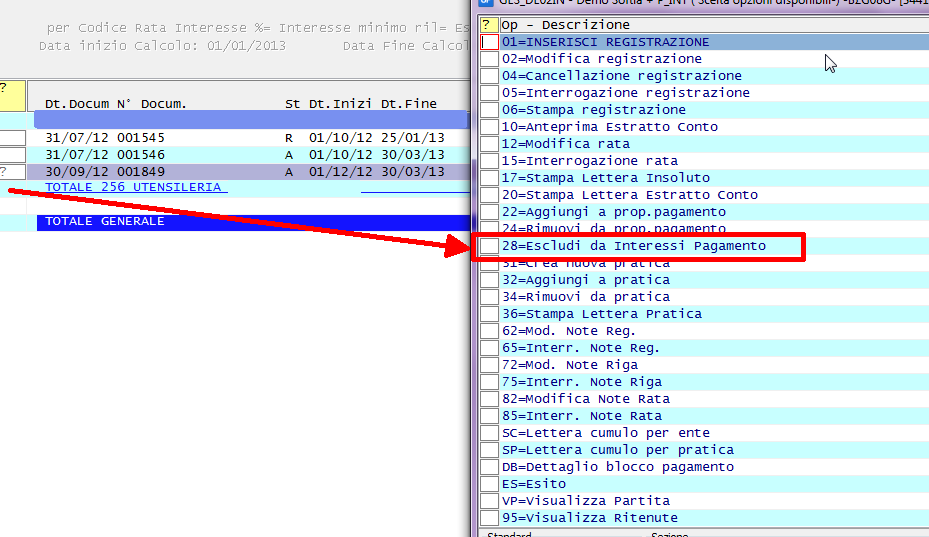 per Codice Rata Interesse %= Interesse minimo ril= Es
Data inizio Calcolo: 01/01/2013 Data Fine Calcol
?
Dt.Docum N° Docum. St Dt.Inizi Dt.Fine
31/07/12 001545 R 01/10/12 25/01/13
31/07/12 001546 A 01/10/12 30/03/13
? 30/09/12 001849 A 01/12/12 30/03/13
TOTALE 256 UTENSILERIA
TOTALE GENERALE
? Op - Descrizione
01=INSERISCI REGISTRAZIONE
02=Modifica registrazione
04=Cancellazione registrazione
05=Interrogazione registrazione
06=Stampa registrazione
10=Anteprima Estratto Conto
12=Modifica rata
15=Interrogazione rata
17=Stampa Lettera Insoluto
20=Stampa Lettera Estratto Conto
22=Aggiungi a prop.pagamento
24=Rimuovi da prop.pagamento
28=Escludi da Interessi Pagamento
31=Crea nuova pratica
32=Aggiungi a pratica
34=Rimuovi da pratica
36=Stampa Lettera Pratica
62=Mod. Note Reg.
65=Interr. Note Reg.
72=Mod. Note Riga
75=Interr. Note Riga
82=Modifica Note Rata
85=Interr. Note Rata
SC=Lettera cumulo per ente
SP=Lettera cumulo per pratica
DB=Dettaglio blocco pagamento
ES=Esito
VP=Visualizza Partita
95=Visualizza Ritenute
Standard Sezione